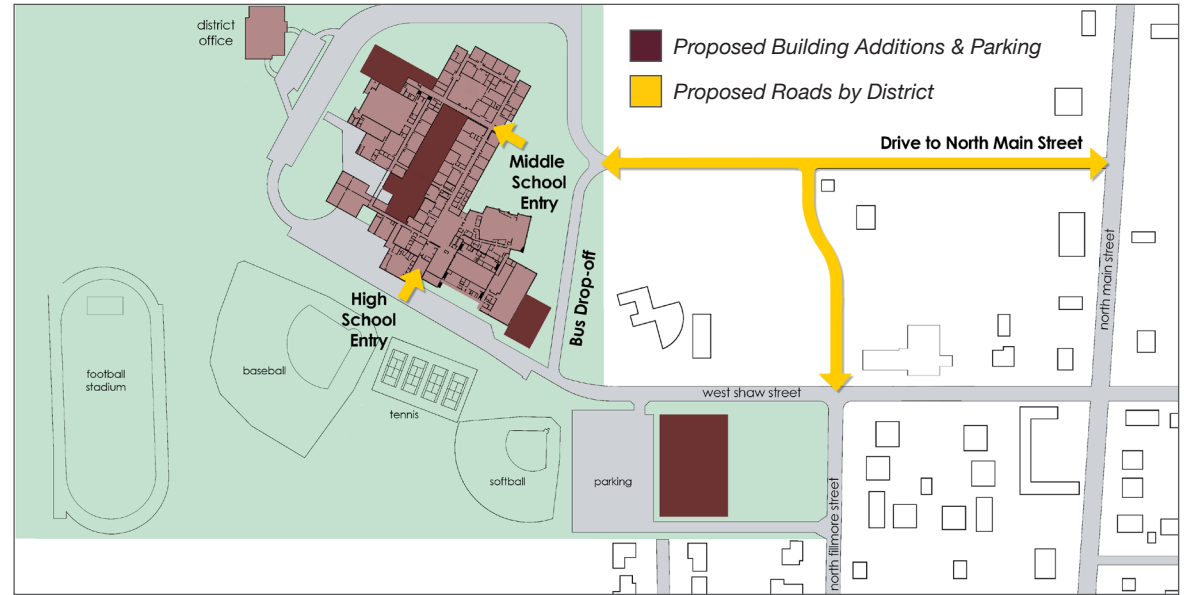 district
office
Proposed Building Additions & Parking
Proposed Roads by District
Drive to North Main Street
Middle
School
Entry
Bus Drop-off
north main street
High
School
Entry
football
stadium
baseball
tennis
west shaw street
softball
parking
north fillmore street